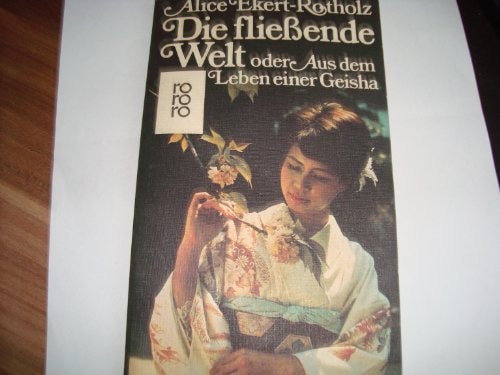 Alice Ekert-Rotholz
Die fließende
Welt oder Aus dem
Leben einer Geisha
ro
ro
ro